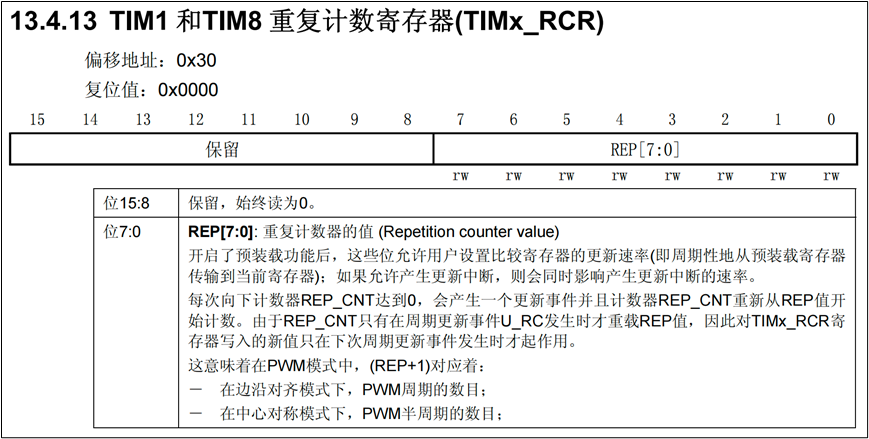 13.4.13 TIM1 和TIM8 重复计数寄存器(TIMx_RCR)
偏移地址：0x30
复位值：0x0000
15 14 13 12 11 10 9 8 7 6 5 4 3 2 1 0
保留 REP[7:0]
rw rw rw rw rw rw rw rw
位15:8 保留，始终读为0。
位7:0 REP[7:0]: 重复计数器的值 (Repetition counter value)
开启了预装载功能后，这些位允许用户设置比较寄存器的更新速率(即周期性地从预装载寄存器
传输到当前寄存器)；如果允许产生更新中断，则会同时影响产生更新中断的速率。
每次向下计数器REP_CNT达到0，会产生一个更新事件并且计数器REP_CNT重新从REP值开
始计数。由于REP_CNT只有在周期更新事件U_RC发生时才重载REP值，因此对TIMx_RCR寄
存器写入的新值只在下次周期更新事件发生时才起作用。
这意味着在PWM模式中，(REP+1)对应着：
－ 在边沿对齐模式下，PWM周期的数目；
－ 在中心对称模式下，PWM半周期的数目；